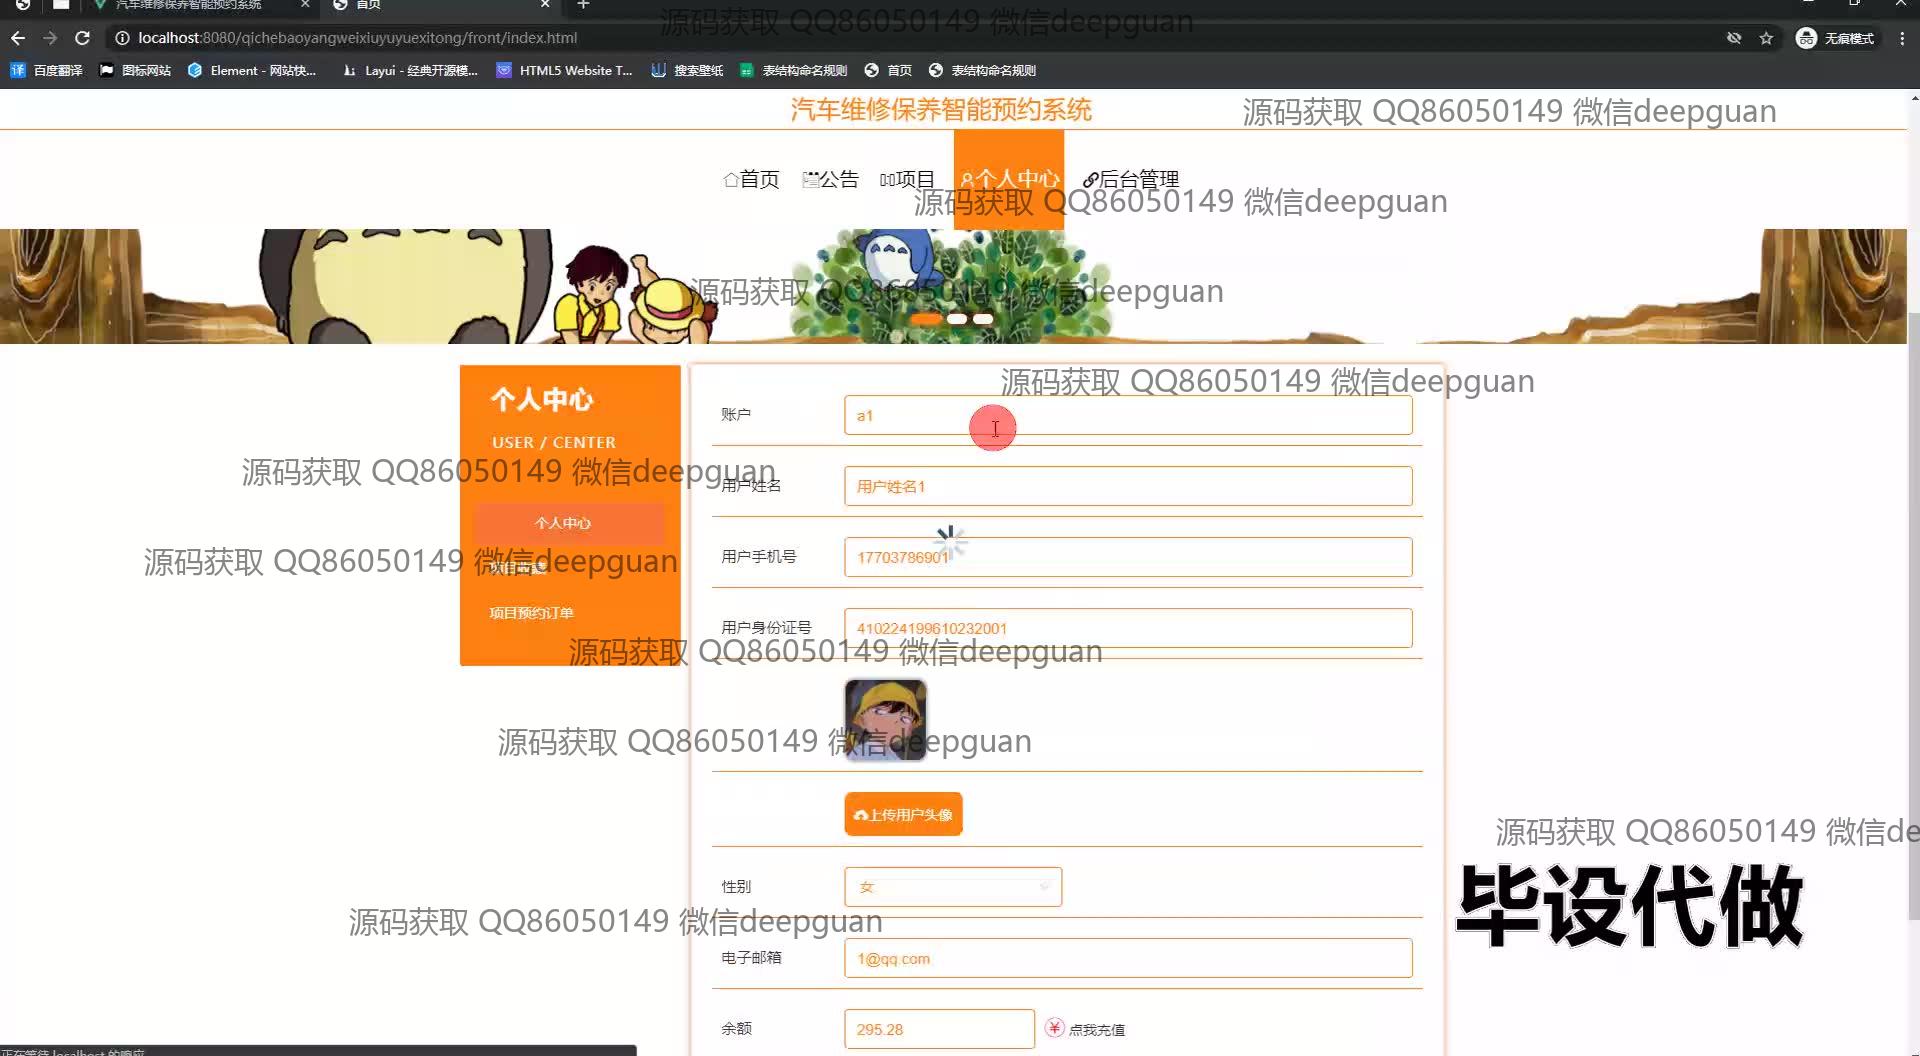 汽车维修保养智能预约系统
首页
源码获取 QQ86050149 微信deepguan
localhost:8080/qichebaoyangweixiuyuyuexitong/front/index.html
无痕模式
译 百度翻译
图标网站
Element - 网站快...
Layui - 经典开源模...
HTML5 Website T...
搜索壁纸
表结构命名规则
首页
表结构命名规则
汽车维修保养智能预约系统
源码获取 QQ86050149 微信deepguan
首页 公告 项目 个人中心 后台管理
源码获取 QQ86050149 微信deepguan
源码获取 QQ86050149 微信deepguan
源码获取 QQ86050149 微信deepguan
个人中心
USER / CENTER
源码获取 QQ86050149 微信deepguan
个人中心
源码获取 QQ86050149 微信deepguan
项目收藏
项目预约订单
账户 a1
用户姓名 用户姓名1
用户手机号 17703786901
用户身份证号 410224199610232001
源码获取 QQ86050149 微信deepguan
源码获取 QQ86050149 微信deepguan
上传用户头像
源码获取 QQ86050149 微信de
毕设代做
性别 女
源码获取 QQ86050149 微信deepguan
电子邮箱 1@qq.com
余额 295.28 ¥ 点我充值
正在等待 localhost 的响应